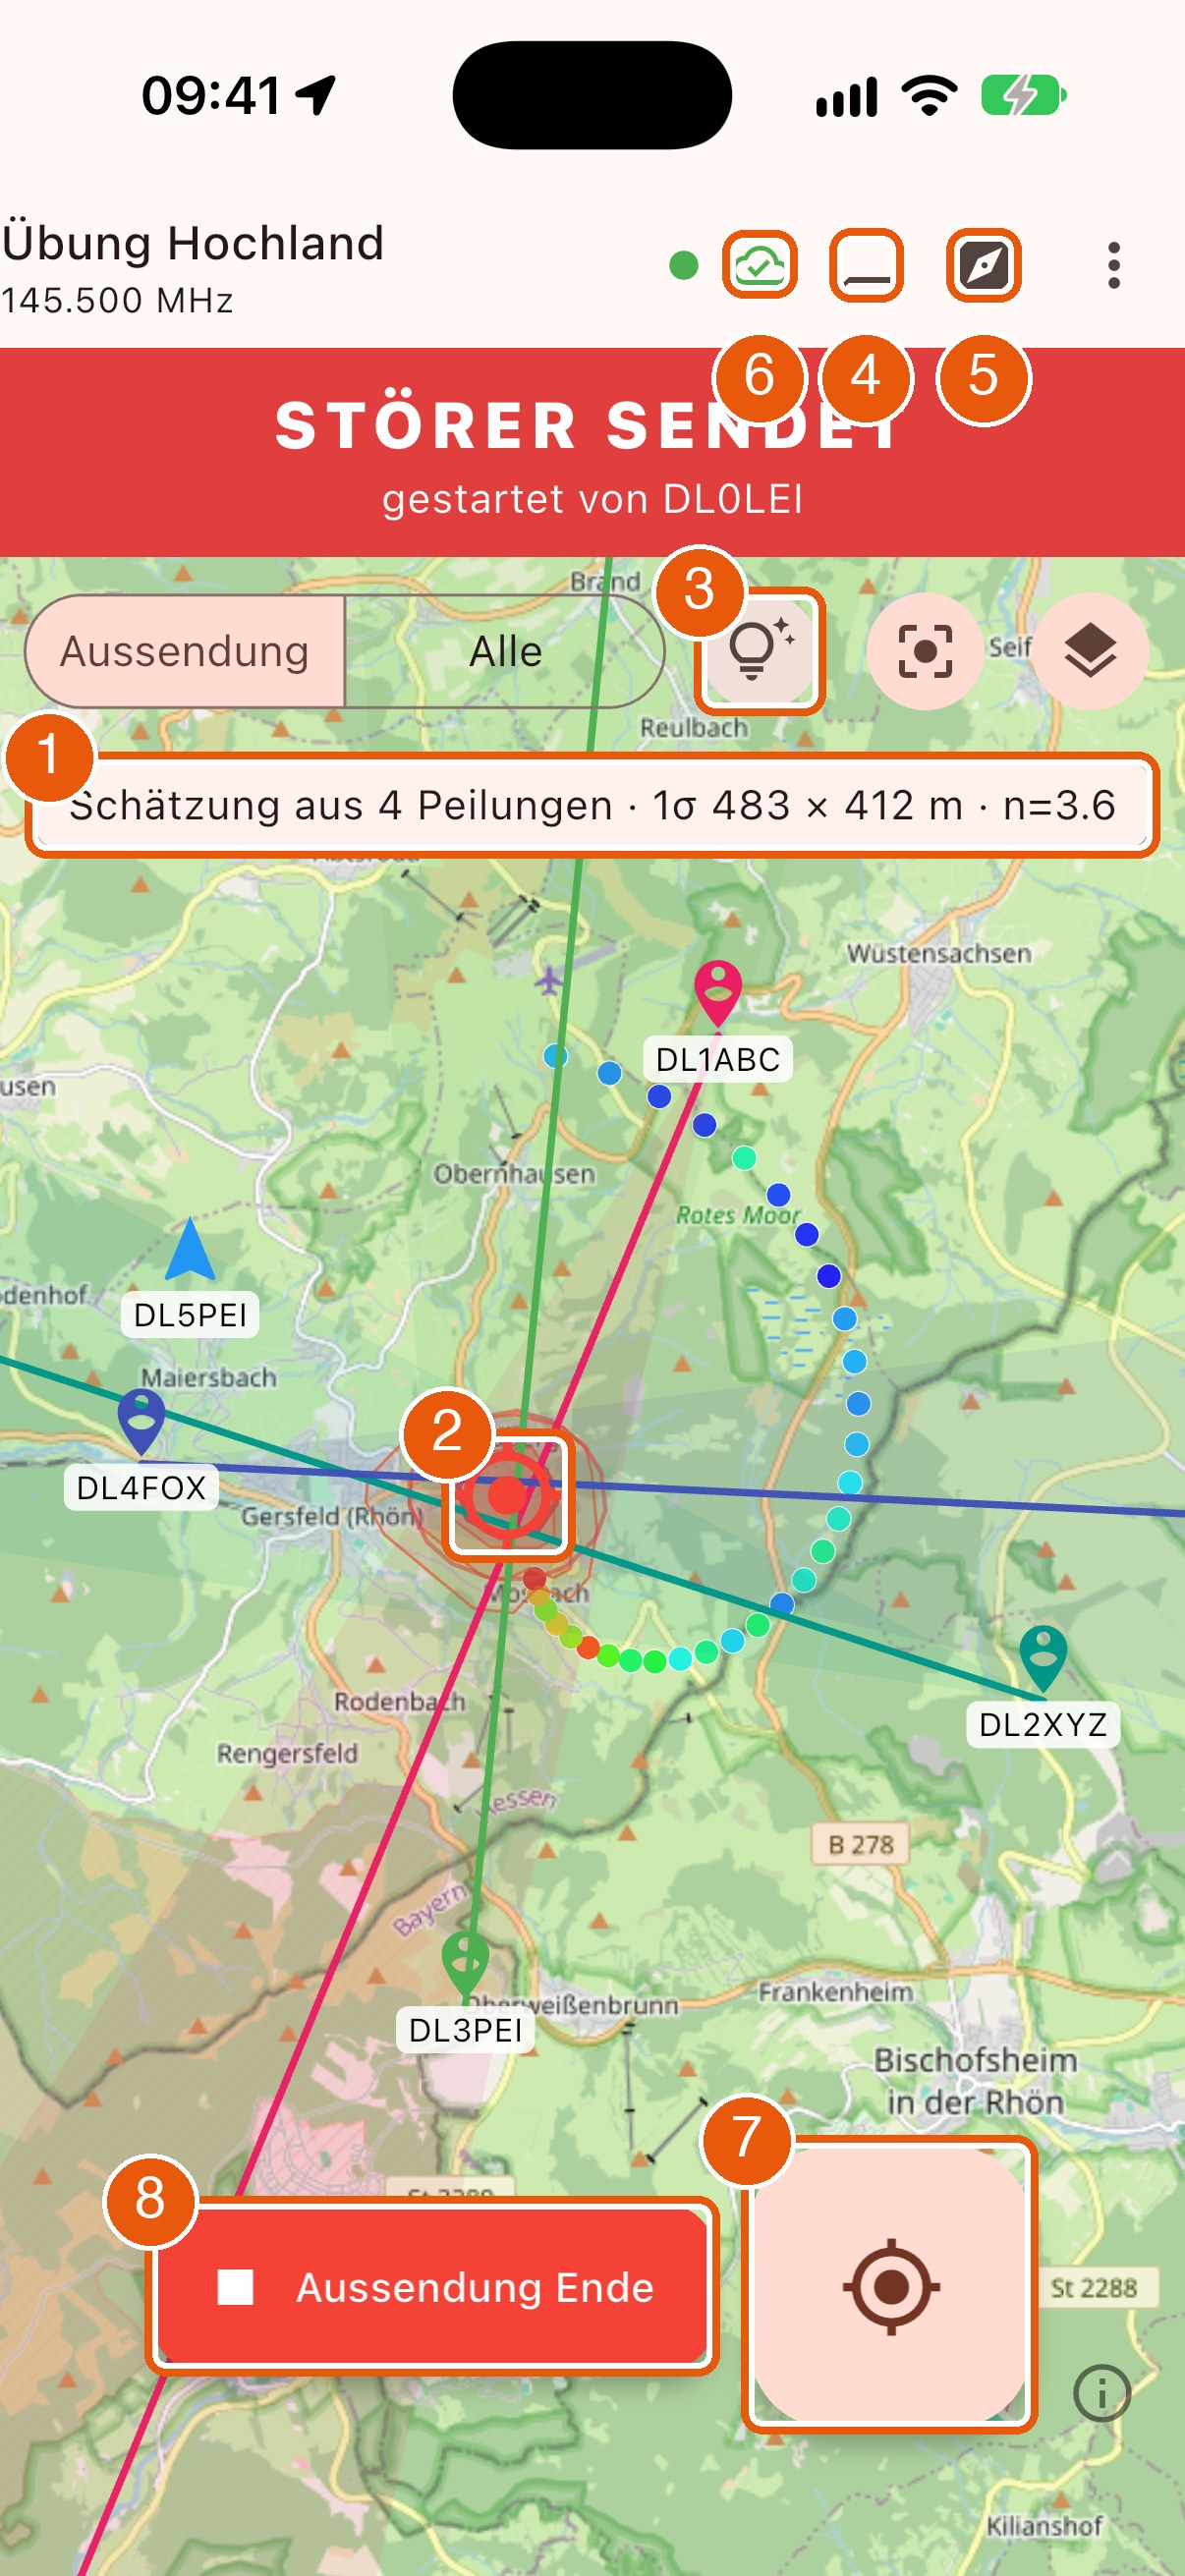 09:41
Übung Hochland
145.500 MHz
6
4
5
STÖRER SENDET
gestartet von DL0LEI
3
Brand
Aussendung
Alle
Seif
Reulbach
1
Schätzung aus 4 Peilungen · 1σ 483 × 412 m · n=3.6
Wüstensachsen
DL1ABC
usen
Obernhausen
Rotes Moor
denhof
DL5PEI
Maiersbach
2
DL4FOX
Gersfeld (Rhön)
Mosbach
Rodenbach
DL2XYZ
Rengersfeld
Hessen
B 278
Bayern
Frankenheim
Oberweißenbrunn
DL3PEI
Bischofsheim
in der Rhön
7
8
Aussendung Ende
St 2288
Kilianshof